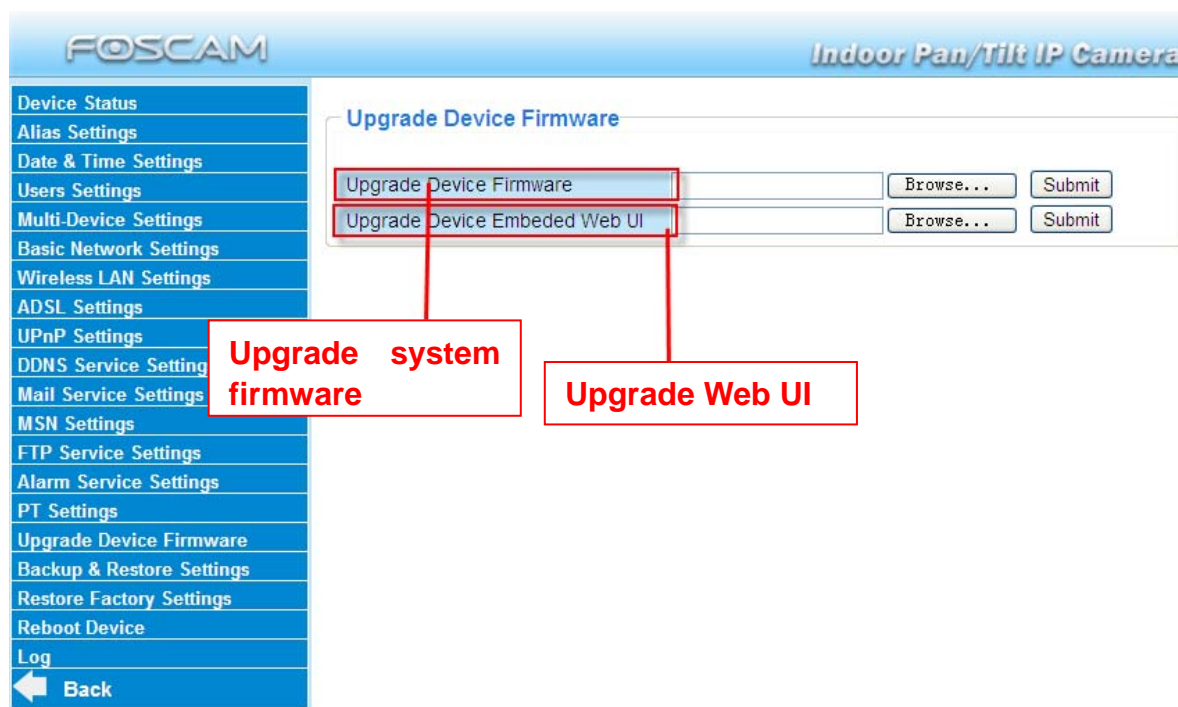 FOSCAM
Indoor Pan/Tilt IP Camera
Device Status
Alias Settings
Date & Time Settings
Users Settings
Multi-Device Settings
Basic Network Settings
Wireless LAN Settings
ADSL Settings
UPnP Settings
DDNS Service Setting
Mail Service Settings
MSN Settings
FTP Service Settings
Alarm Service Settings
PT Settings
Upgrade Device Firmware
Backup & Restore Settings
Restore Factory Settings
Reboot Device
Log
Back
Upgrade Device Firmware
Upgrade Device Firmware Browse... Submit
Upgrade Device Embeded Web UI Browse... Submit
Upgrade system
firmware
Upgrade Web UI